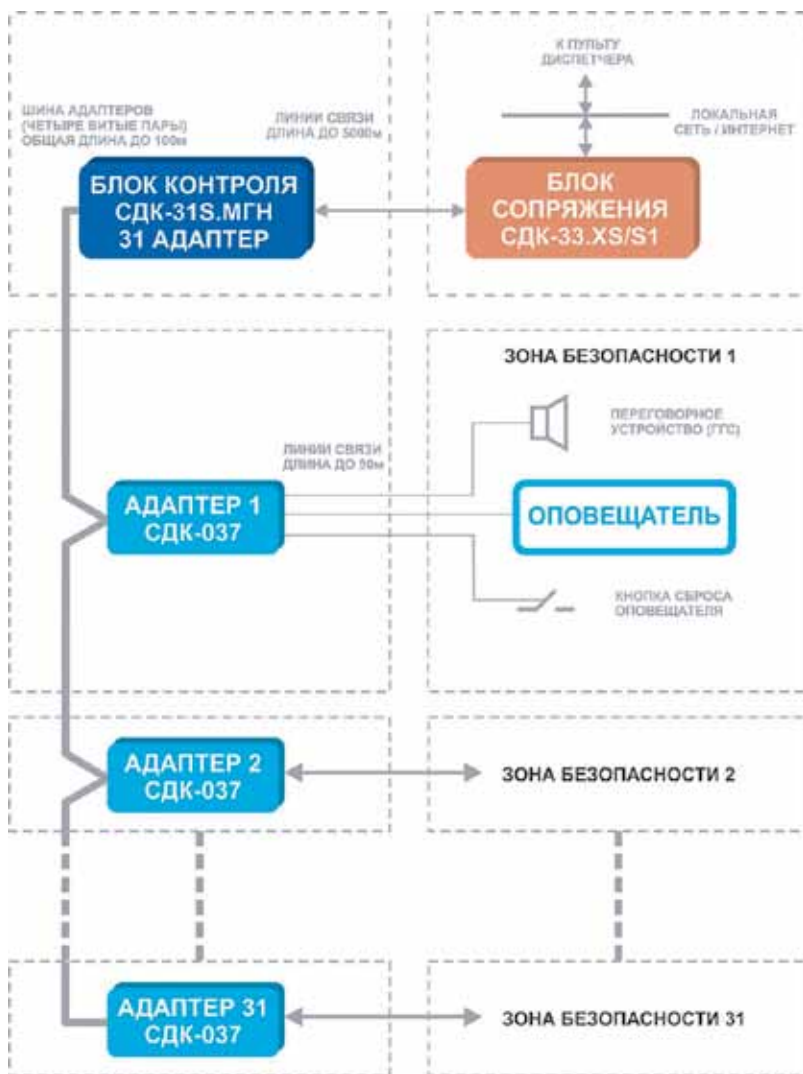 К ПУЛЬТУ
ДИСПЕТЧЕРА
ШИНА АДАПТЕРОВ
(ЧЕТЫРЕ ВИТЫЕ ПАРЫ)
ОБЩАЯ ДЛИНА ДО 100м
ЛИНИИ СВЯЗИ
ДЛИНА ДО 5000м
ЛОКАЛЬНАЯ
СЕТЬ / ИНТЕРНЕТ
БЛОК КОНТРОЛЯ
СДК-31S.МГН
31 АДАПТЕР
БЛОК
СОПРЯЖЕНИЯ
СДК-33.XS/S1
ЗОНА БЕЗОПАСНОСТИ 1
ПЕРЕГОВОРНОЕ
УСТРОЙСТВО (ГГС)
ЛИНИИ СВЯЗИ
ДЛИНА ДО 50м
АДАПТЕР 1
СДК-037
ОПОВЕЩАТЕЛЬ
КНОПКА СБРОСА
ОПОВЕЩАТЕЛЯ
АДАПТЕР 2
СДК-037
ЗОНА БЕЗОПАСНОСТИ 2
АДАПТЕР 31
СДК-037
ЗОНА БЕЗОПАСНОСТИ 31